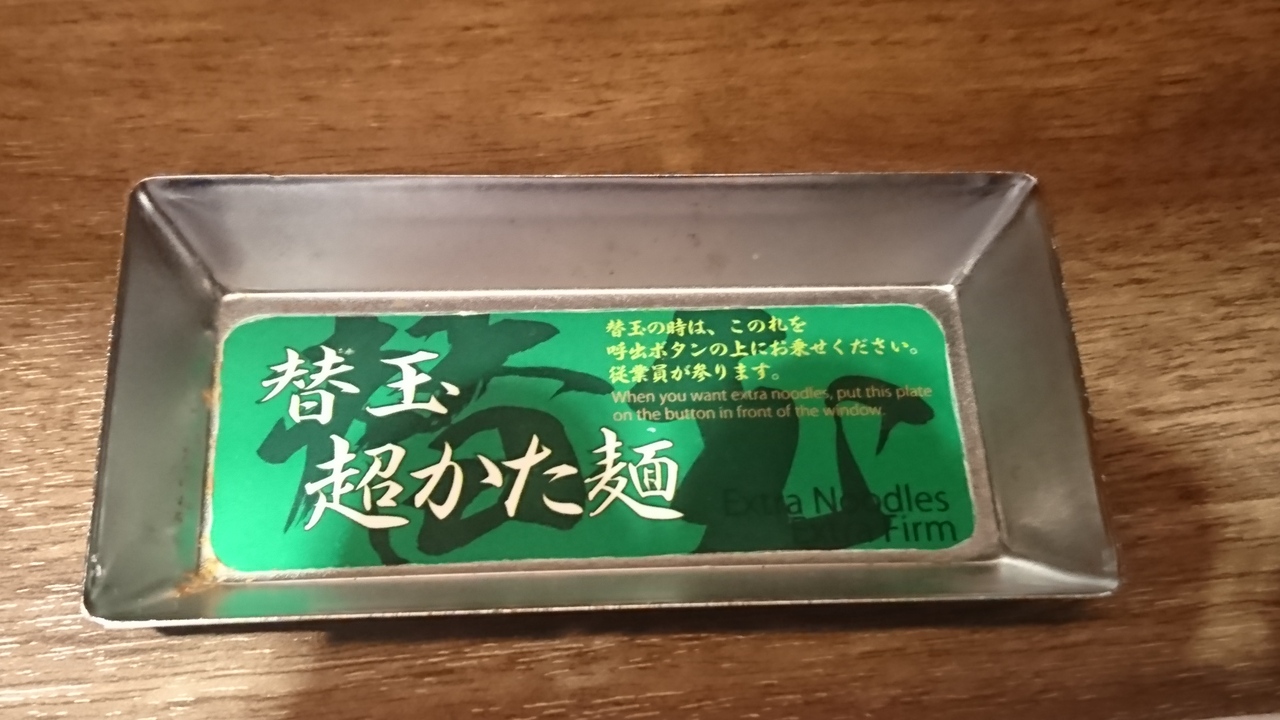 替玉
超かた麺
替玉の時は、この札を
呼出ボタンの上にお乗せください。
従業員が参ります。
When you want extra noodles, put this plate
on the button in front of the window.
Extra Noodles
Extra Firm